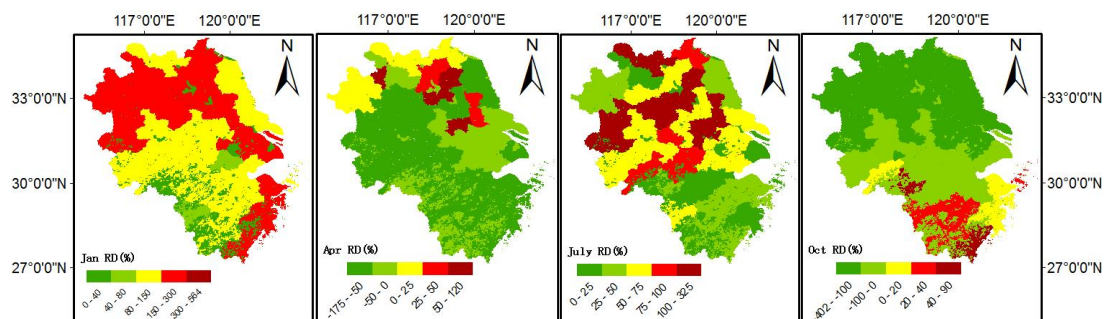 117°0'0"E 120°0'0"E 117°0'0"E 120°0'0"E 117°0'0"E 120°0'0"E 117°0'0"E 120°0'0"E
N N N N
33°0'0"N 33°0'0"N
30°0'0"N 30°0'0"N
27°0'0"N 27°0'0"N
Jan RD(%) Apr RD(%) July RD(%) Oct RD(%)
0 - 40 40 - 80 80 - 150 150 - 300 300 - 564
-175 - -50 -50 - 0 0 - 25 25 - 50 50 - 120
0 - 25 25 - 50 50 - 75 75 - 100 100 - 325
-402 - -100 -100 - 0 0 - 20 20 - 40 40 - 90